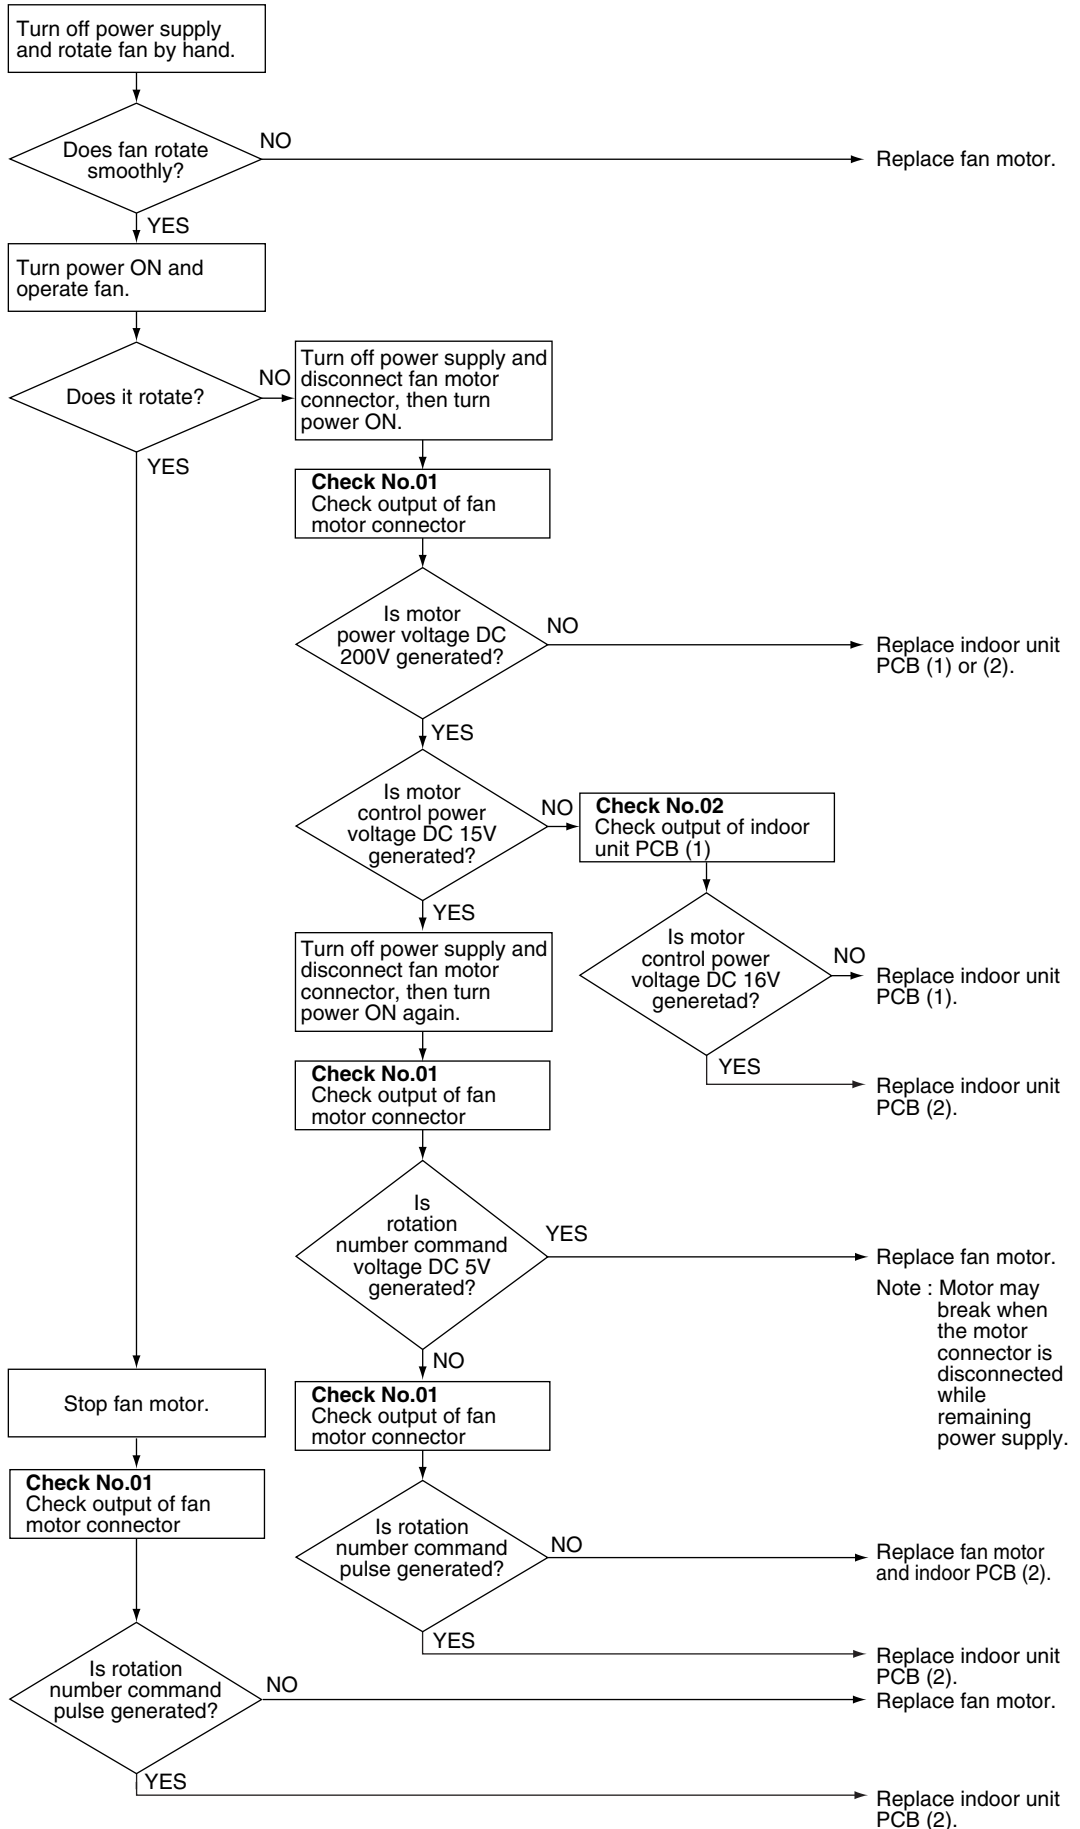 Turn off power supply
and rotate fan by hand.
Does fan rotate
smoothly?
NO
Replace fan motor.
YES
Turn power ON and
operate fan.
Does it rotate?
NO
Turn off power supply and
disconnect fan motor
connector, then turn
power ON.
YES
Check No.01
Check output of fan
motor connector
Is motor
power voltage DC
200V generated?
NO
Replace indoor unit
PCB (1) or (2).
YES
Is motor
control power
voltage DC 15V
generated?
NO
Check No.02
Check output of indoor
unit PCB (1)
YES
Is motor
control power
voltage DC 16V
generetad?
NO
Replace indoor unit
PCB (1).
YES
Replace indoor unit
PCB (2).
Turn off power supply and
disconnect fan motor
connector, then turn
power ON again.
Check No.01
Check output of fan
motor connector
Is
rotation
number command
voltage DC 5V
generated?
YES
Replace fan motor.
Note : Motor may
break when
the motor
connector is
disconnected
while
remaining
power supply.
NO
Check No.01
Check output of fan
motor connector
Is rotation
number command
pulse generated?
NO
Replace fan motor
and indoor PCB (2).
YES
Replace indoor unit
PCB (2).
Stop fan motor.
Check No.01
Check output of fan
motor connector
Is rotation
number command
pulse generated?
NO
Replace fan motor.
YES
Replace indoor unit
PCB (2).